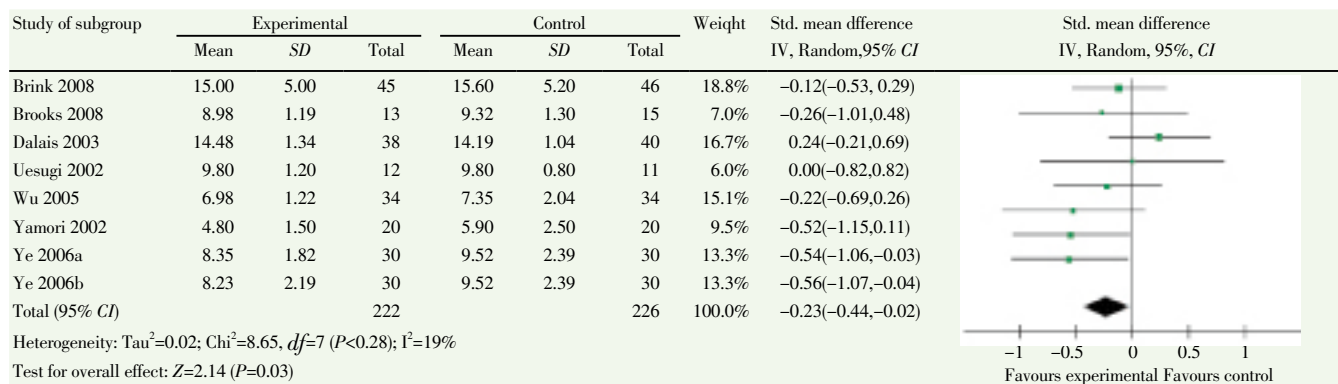 Study of subgroup Experimental Control Weight Std. mean dfference Std. mean difference
Mean SD Total Mean SD Total IV, Random,95% CI IV, Random, 95%, CI
Brink 2008 15.00 5.00 45 15.60 5.20 46 18.8% −0.12(−0.53, 0.29)
Brooks 2008 8.98 1.19 13 9.32 1.30 15 7.0% −0.26(−1.01,0.48)
Dalais 2003 14.48 1.34 38 14.19 1.04 40 16.7% 0.24(−0.21,0.69)
Uesugi 2002 9.80 1.20 12 9.80 0.80 11 6.0% 0.00(−0.82,0.82)
Wu 2005 6.98 1.22 34 7.35 2.04 34 15.1% −0.22(−0.69,0.26)
Yamori 2002 4.80 1.50 20 5.90 2.50 20 9.5% −0.52(−1.15,0.11)
Ye 2006a 8.35 1.82 30 9.52 2.39 30 13.3% −0.54(−1.06,−0.03)
Ye 2006b 8.23 2.19 30 9.52 2.39 30 13.3% −0.56(−1.07,−0.04)
Total (95% CI) 222 226 100.0% −0.23(−0.44,−0.02)
Heterogeneity: Tau²=0.02; Chi²=8.65, df=7 (P<0.28); I²=19%
Test for overall effect: Z=2.14 (P=0.03)
−1 −0.5 0 0.5 1
Favours experimental Favours control